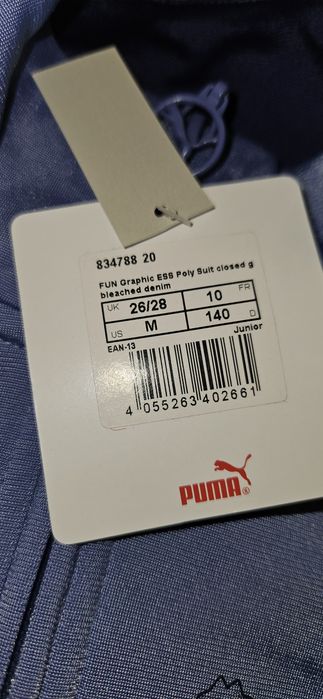 834788 20
FUN Graphic ESS Poly Suit closed g
bleached denim
UK 26/28 10 FR
US M 140 D
EAN-13 Junior
4 055263 402661
PUMA®